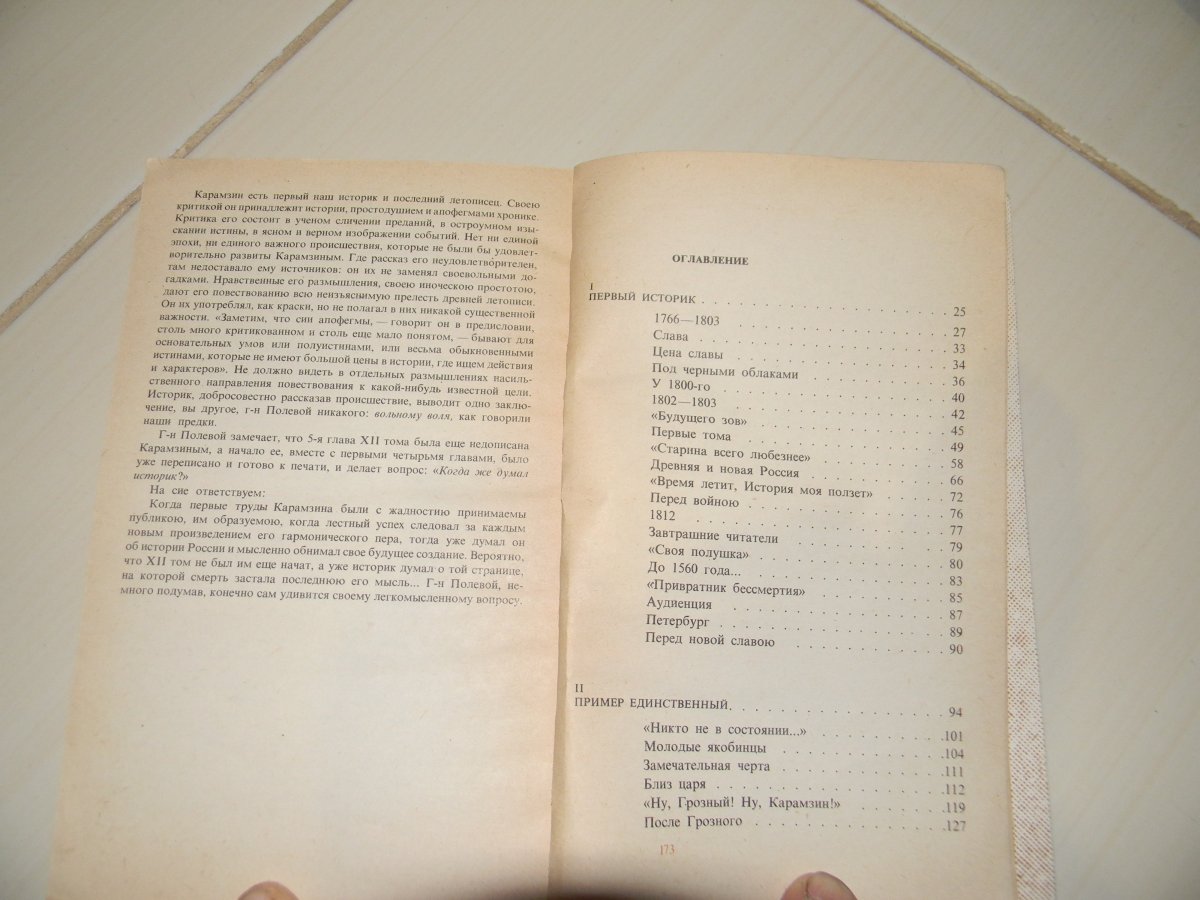 Карамзин есть первый наш историк и последний летописец. Своею
критикой он принадлежит истории, простодушием и апофегмами хронике.
Критика его состоит в ученом сличении преданий, в остроумном изы-
скании истины, в ясном и верном изображении событий. Нет ни единой
эпохи, ни единого важного происшествия, которые не были бы удовлет-
ворительно развиты Карамзиным. Где рассказ его неудовлетворителен,
там недоставало ему источников: он их не заменял своевольными до-
гадками. Нравственные его размышления, своею иноческою простотою,
дают его повествованию всю неизъяснимую прелесть древней летописи.
Он их употреблял, как краски, но не полагал в них никакой существенной
важности. «Заметим, что сии апофегмы, — говорит он в предисловии,
столь много критикованном и столь еще мало понятом, — бывают для
основательных умов или полуистинами, или весьма обыкновенными
истинами, которые не имеют большой цены в истории, где ищем действия
и характеров». Не должно видеть в отдельных размышлениях насиль-
ственного направления повествования к какой-нибудь известной цели.
Историк, добросовестно рассказав происшествие, выводит одно заклю-
чение, вы другое, г-н Полевой никакого: вольному воля, как говорили
наши предки.
Г-н Полевой замечает, что 5-я глава XII тома была еще недописана
Карамзиным, а начало ее, вместе с первыми четырьмя главами, было
уже переписано и готово к печати, и делает вопрос: «Когда же думал
историк?»
На сие ответствуем:
Когда первые труды Карамзина были с жадностию принимаемы
публикою, им образуемою, когда лестный успех следовал за каждым
новым произведением его гармонического пера, тогда уже думал он
об истории России и мысленно обнимал свое будущее создание. Вероятно,
что XII том не был им еще начат, а уже историк думал о той странице,
на которой смерть застала последнюю его мысль... Г-н Полевой, не-
много подумав, конечно сам удивится своему легкомысленному вопросу.
ОГЛАВЛЕНИЕ
I
ПЕРВЫЙ ИСТОРИК . . . . . . . . . . . . . . . 25
1766—1803 . . . . . . . . . . . . . 27
Слава . . . . . . . . . . . . . . . 33
Цена славы . . . . . . . . . . . . . 34
Под черными облаками . . . . . . . . . 36
У 1800-го . . . . . . . . . . . . . 40
1802—1803 . . . . . . . . . . . . . 42
«Будущего зов» . . . . . . . . . . . . 45
Первые тома . . . . . . . . . . . . . 49
«Старина всего любезнее» . . . . . . . . 58
Древняя и новая Россия . . . . . . . . . 66
«Время летит, История моя ползет» . . . . . 72
Перед войною . . . . . . . . . . . . . 76
1812 . . . . . . . . . . . . . . . 77
Завтрашние читатели . . . . . . . . . . 79
«Своя полушка» . . . . . . . . . . . . 80
До 1560 года... . . . . . . . . . . . . 83
«Привратник бессмертия» . . . . . . . . . 85
Аудиенция . . . . . . . . . . . . . 87
Петербург . . . . . . . . . . . . . . 89
Перед новой славою . . . . . . . . . . 90
II
ПРИМЕР ЕДИНСТВЕННЫЙ. . . . . . . . . . . . . 94
«Никто не в состоянии...» . . . . . . . . .101
Молодые якобинцы . . . . . . . . . . .104
Замечательная черта . . . . . . . . . . .111
Близ царя . . . . . . . . . . . . . .112
«Ну, Грозный! Ну, Карамзин!» . . . . . . .119
После Грозного . . . . . . . . . . . .127
173